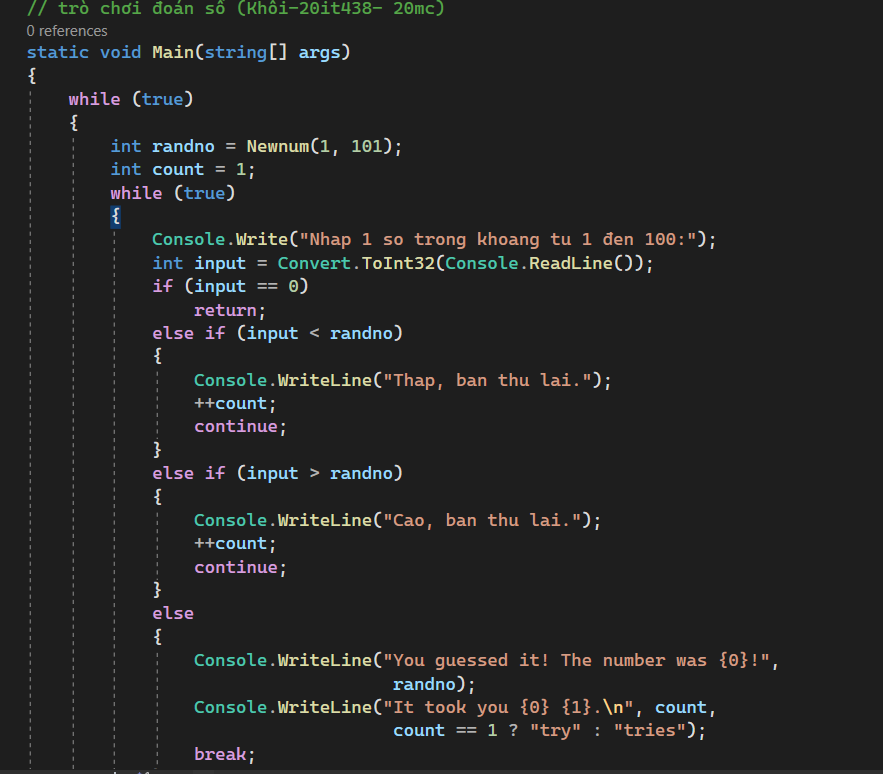 // trò chơi đoán số (Khôi-20it438- 20mc)
0 references
static void Main(string[] args)
{
while (true)
{
int randno = Newnum(1, 101);
int count = 1;
while (true)
{
Console.Write("Nhap 1 so trong khoang tu 1 đen 100:");
int input = Convert.ToInt32(Console.ReadLine());
if (input == 0)
return;
else if (input < randno)
{
Console.WriteLine("Thap, ban thu lai.");
++count;
continue;
}
else if (input > randno)
{
Console.WriteLine("Cao, ban thu lai.");
++count;
continue;
}
else
{
Console.WriteLine("You guessed it! The number was {0}!",
randno);
Console.WriteLine("It took you {0} {1}.\n", count,
count == 1 ? "try" : "tries");
break;